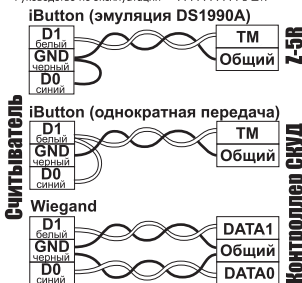 iButton (эмуляция DS1990A)
D1
белый
GND
черный
D0
синий
TM
Общий
Z-5R
iButton (однократная передача)
D1
белый
GND
черный
D0
синий
TM
Общий
Wiegand
D1
белый
GND
черный
D0
синий
DATA1
Общий
DATA0
Считыватель
Контроллер СКУД